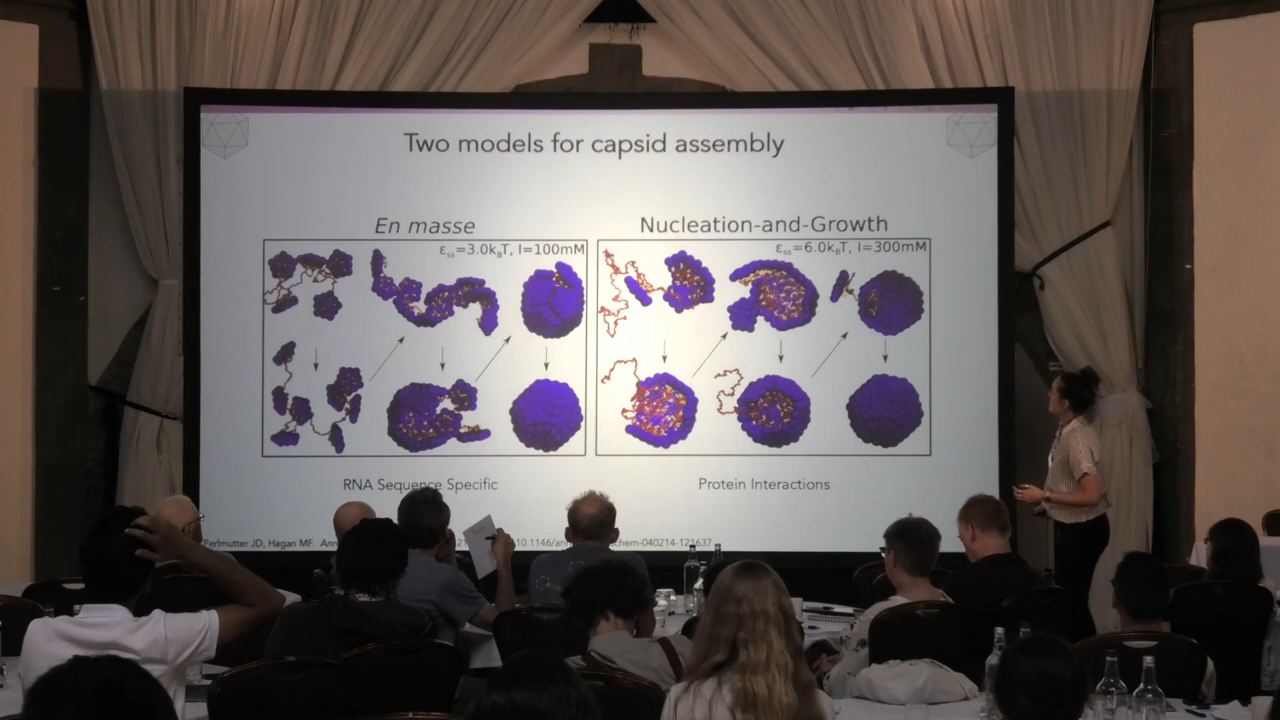 Two models for capsid assembly
En masse
εss=3.0kBT, I=100mM
RNA Sequence Specific
Nucleation-and-Growth
εss=6.0kBT, I=300mM
Protein Interactions
Perlmutter JD, Hagan MF. 10.1146/ chem-040214-121637